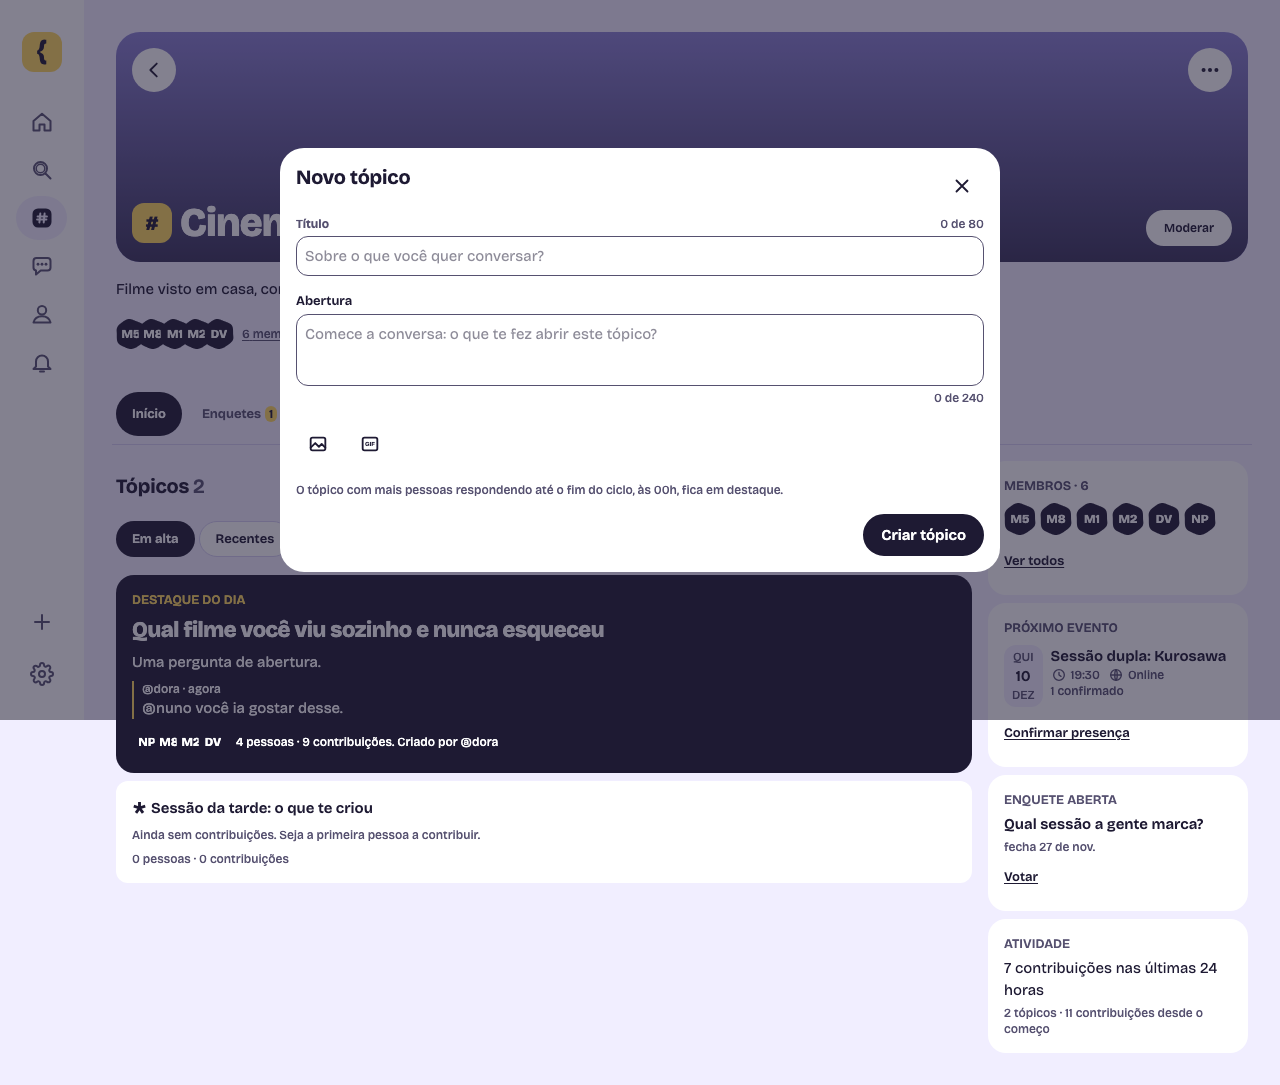 {
#
Cinem
Moderar
Filme visto em casa, co
M5 M8 M1 M2 DV 6 mem
Início
Enquetes 1
Novo tópico
Título
0 de 80
Sobre o que você quer conversar?
Abertura
Comece a conversa: o que te fez abrir este tópico?
0 de 240
GIF
O tópico com mais pessoas respondendo até o fim do ciclo, às 00h, fica em destaque.
Criar tópico
Tópicos 2
Em alta
Recentes
DESTAQUE DO DIA
Qual filme você viu sozinho e nunca esqueceu
Uma pergunta de abertura.
@dora · agora
@nuno você ia gostar desse.
NP M8 M2 DV 4 pessoas · 9 contribuições. Criado por @dora
* Sessão da tarde: o que te criou
Ainda sem contribuições. Seja a primeira pessoa a contribuir.
0 pessoas · 0 contribuições
MEMBROS · 6
M5 M8 M1 M2 DV NP
Ver todos
PRÓXIMO EVENTO
QUI
10
DEZ
Sessão dupla: Kurosawa
19:30 Online
1 confirmado
Confirmar presença
ENQUETE ABERTA
Qual sessão a gente marca?
fecha 27 de nov.
Votar
ATIVIDADE
7 contribuições nas últimas 24
horas
2 tópicos · 11 contribuições desde o
começo